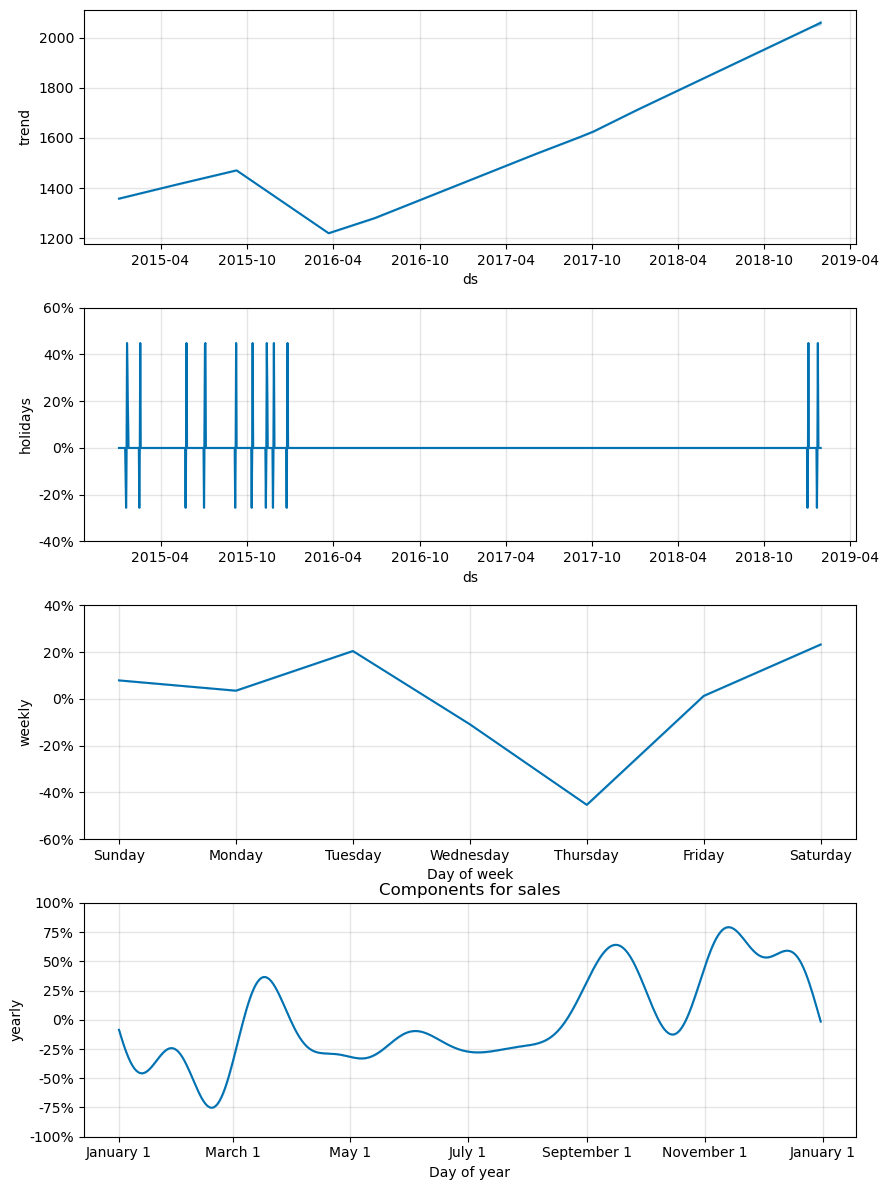 2000
1800
1600
1400
1200
trend
2015-04 2015-10 2016-04 2016-10 2017-04 2017-10 2018-04 2018-10 2019-04
ds
60%
40%
20%
0%
-20%
-40%
holidays
2015-04 2015-10 2016-04 2016-10 2017-04 2017-10 2018-04 2018-10 2019-04
ds
40%
20%
0%
-20%
-40%
-60%
weekly
Sunday Monday Tuesday Wednesday Thursday Friday Saturday
Day of week
Components for sales
100%
75%
50%
25%
0%
-25%
-50%
-75%
-100%
yearly
January 1 March 1 May 1 July 1 September 1 November 1 January 1
Day of year